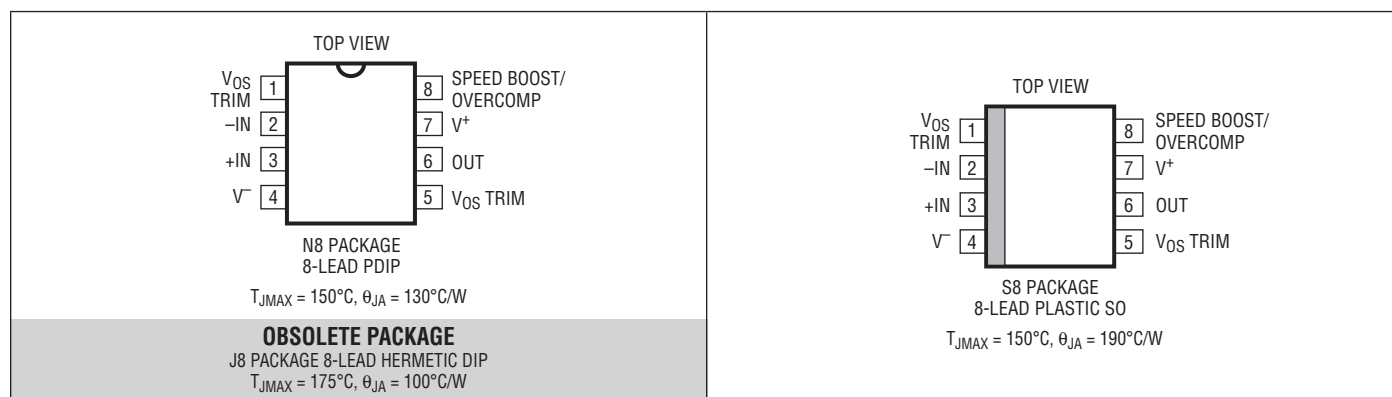 TOP VIEW
VOS
TRIM
1
–IN 2
+IN 3
V– 4
8 SPEED BOOST/
OVERCOMP
7 V+
6 OUT
5 VOS TRIM
N8 PACKAGE
8-LEAD PDIP
TJMAX = 150°C, θJA = 130°C/W
OBSOLETE PACKAGE
J8 PACKAGE 8-LEAD HERMETIC DIP
TJMAX = 175°C, θJA = 100°C/W
TOP VIEW
VOS
TRIM
1
–IN 2
+IN 3
V– 4
8 SPEED BOOST/
OVERCOMP
7 V+
6 OUT
5 VOS TRIM
S8 PACKAGE
8-LEAD PLASTIC SO
TJMAX = 150°C, θJA = 190°C/W